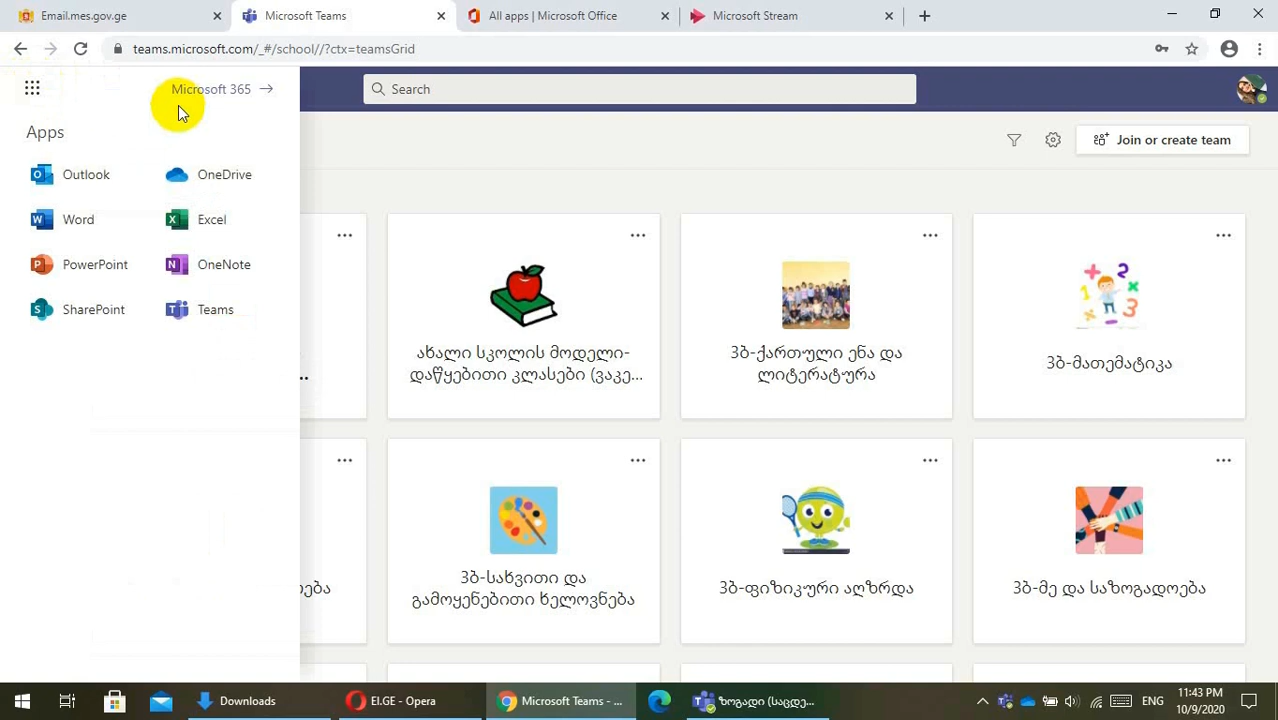 Email.mes.gov.ge
Microsoft Teams
All apps | Microsoft Office
Microsoft Stream
teams.microsoft.com/_#/school//?ctx=teamsGrid
Microsoft 365
Search
Apps
Join or create team
Outlook
OneDrive
Word
Excel
PowerPoint
OneNote
SharePoint
Teams
ახალი სკოლის მოდელი-
დაწყებითი კლასები (ვაკე...
3ბ-ქართული ენა და
ლიტერატურა
3ბ-მათემატიკა
...
3ბ-სახვითი და
გამოყენებითი ხელოვნება
3ბ-ფიზიკური აღზრდა
3ბ-მე და საზოგადოება
Downloads
El.GE - Opera
Microsoft Teams - ...
ზოგადი (საცდე...
ENG
11:43 PM
10/9/2020